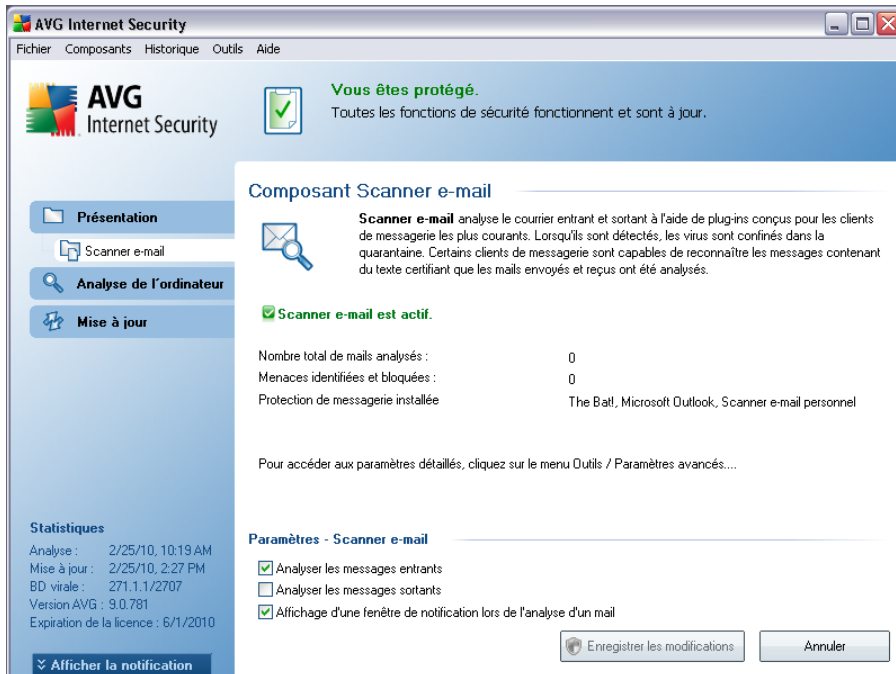 AVG Internet Security
Fichier Composants Historique Outils Aide
AVG
Internet Security
Vous êtes protégé.
Toutes les fonctions de sécurité fonctionnent et sont à jour.
Présentation
Scanner e-mail
Analyse de l'ordinateur
Mise à jour
Composant Scanner e-mail
Scanner e-mail analyse le courrier entrant et sortant à l'aide de plug-ins conçus pour les clients
de messagerie les plus courants. Lorsqu'ils sont détectés, les virus sont confinés dans la
quarantaine. Certains clients de messagerie sont capables de reconnaître les messages contenant
du texte certifiant que les mails envoyés et reçus ont été analysés.
Scanner e-mail est actif.
Nombre total de mails analysés : 0
Menaces identifiées et bloquées : 0
Protection de messagerie installée The Bat!, Microsoft Outlook, Scanner e-mail personnel
Pour accéder aux paramètres détaillés, cliquez sur le menu Outils / Paramètres avancés....
Paramètres - Scanner e-mail
Analyser les messages entrants
Analyser les messages sortants
Affichage d'une fenêtre de notification lors de l'analyse d'un mail
Enregistrer les modifications
Annuler
Statistiques
Analyse : 2/25/10, 10:19 AM
Mise à jour : 2/25/10, 2:27 PM
BD virale : 271.1.1/2707
Version AVG : 9.0.781
Expiration de la licence : 6/1/2010
Afficher la notification